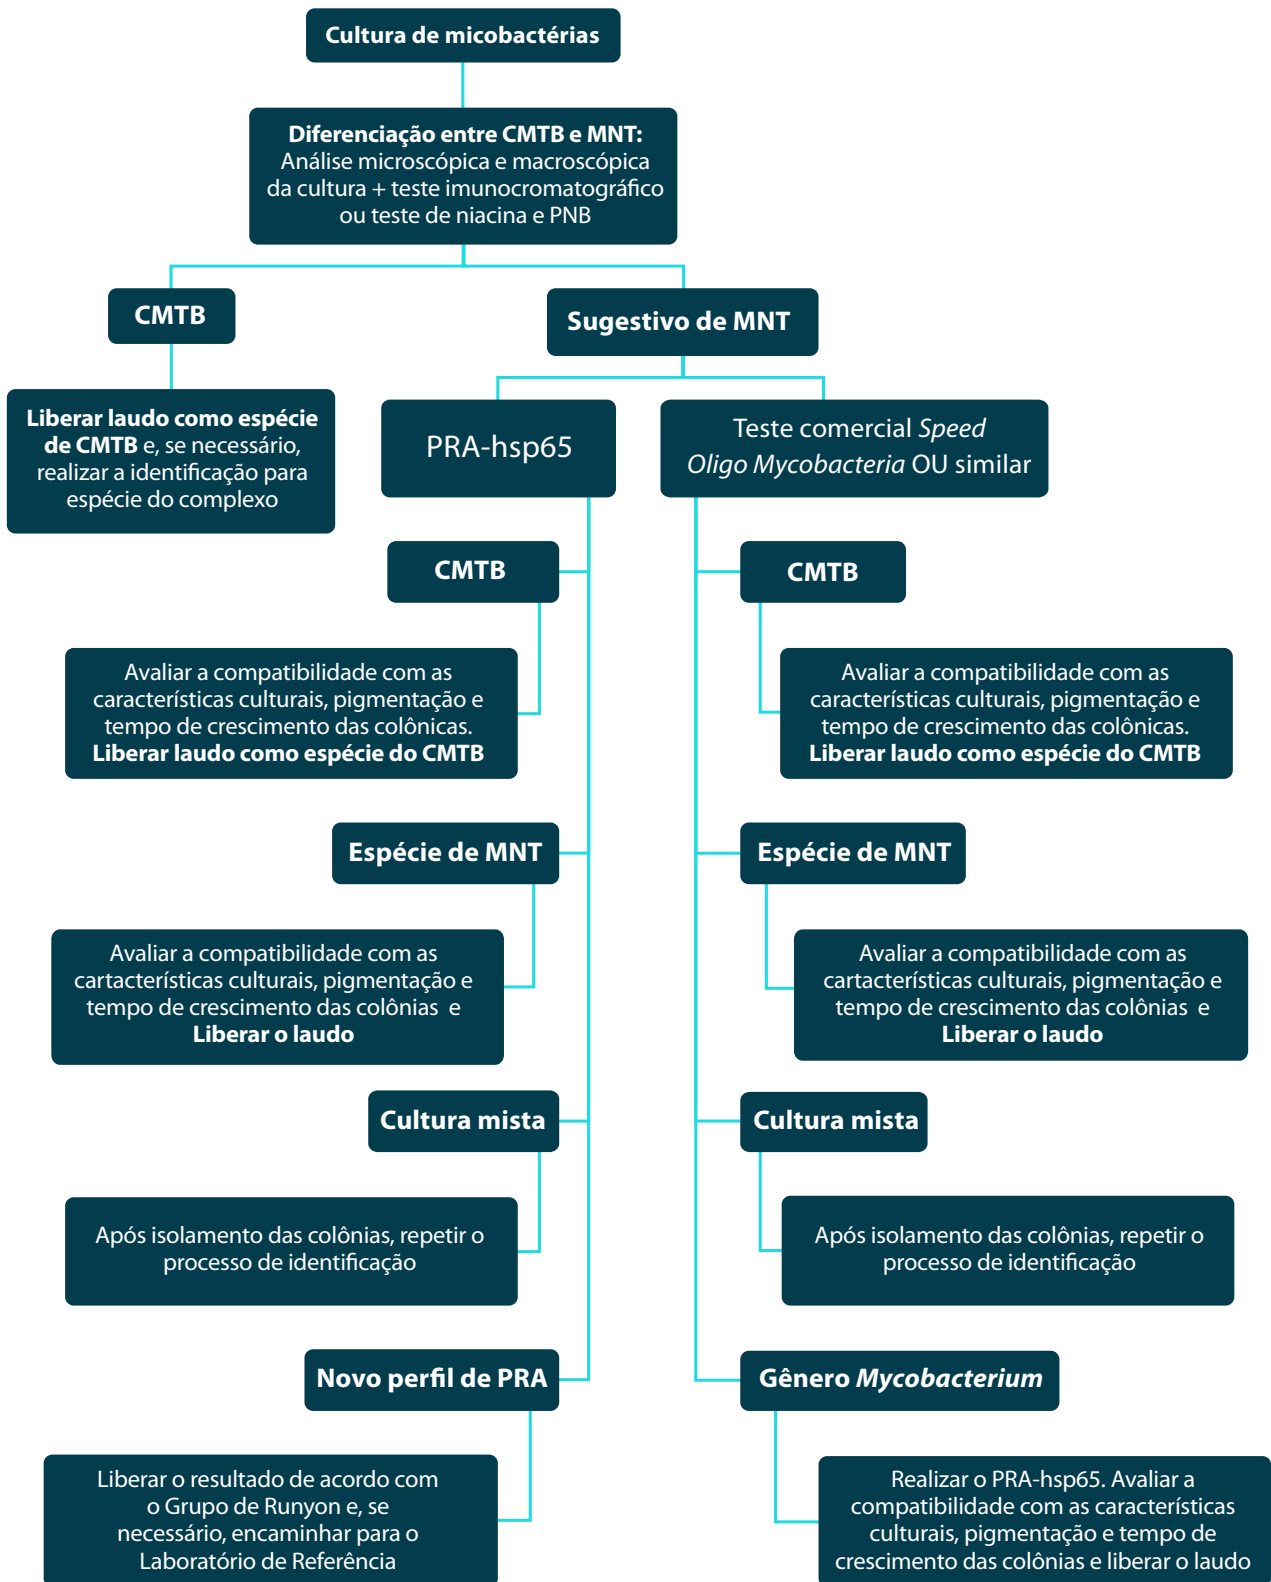 Cultura de micobactérias
Diferenciação entre CMTB e MNT:
Análise microscópica e macroscópica
da cultura + teste imunocromatográfico
ou teste de niacina e PNB
CMTB
Sugestivo de MNT
Liberar laudo como espécie
de CMTB e, se necessário,
realizar a identificação para
espécie do complexo
PRA-hsp65
Teste comercial Speed
Oligo Mycobacteria OU similar
CMTB
CMTB
Avaliar a compatibilidade com as
características culturais, pigmentação e
tempo de crescimento das colônicas.
Liberar laudo como espécie do CMTB
Avaliar a compatibilidade com as
características culturais, pigmentação e
tempo de crescimento das colônicas.
Liberar laudo como espécie do CMTB
Espécie de MNT
Espécie de MNT
Avaliar a compatibilidade com as
cartacterísticas culturais, pigmentação e
tempo de crescimento das colônias e
Liberar o laudo
Avaliar a compatibilidade com as
cartacterísticas culturais, pigmentação e
tempo de crescimento das colônias e
Liberar o laudo
Cultura mista
Cultura mista
Após isolamento das colônias, repetir o
processo de identificação
Após isolamento das colônias, repetir o
processo de identificação
Novo perfil de PRA
Gênero Mycobacterium
Liberar o resultado de acordo com
o Grupo de Runyon e, se
necessário, encaminhar para o
Laboratório de Referência
Realizar o PRA-hsp65. Avaliar a
compatibilidade com as características
culturais, pigmentação e tempo de
crescimento das colônias e liberar o laudo